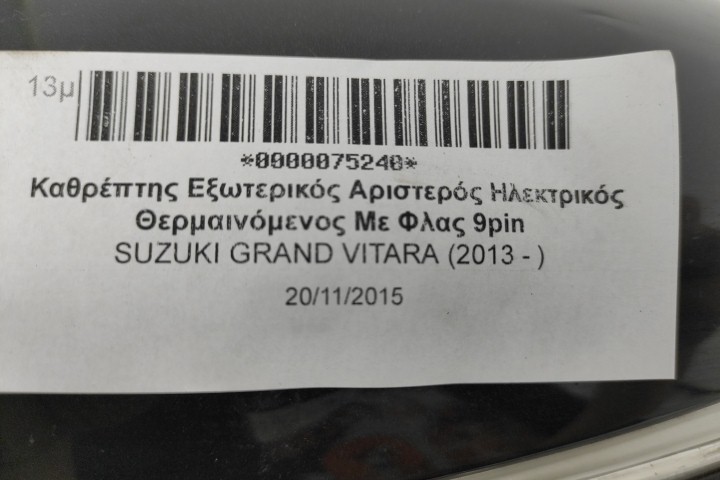 13μ
*0900075240*
Καθρέπτης Εξωτερικός Αριστερός Ηλεκτρικός
Θερμαινόμενος Με Φλας 9pin
SUZUKI GRAND VITARA (2013 - )
20/11/2015